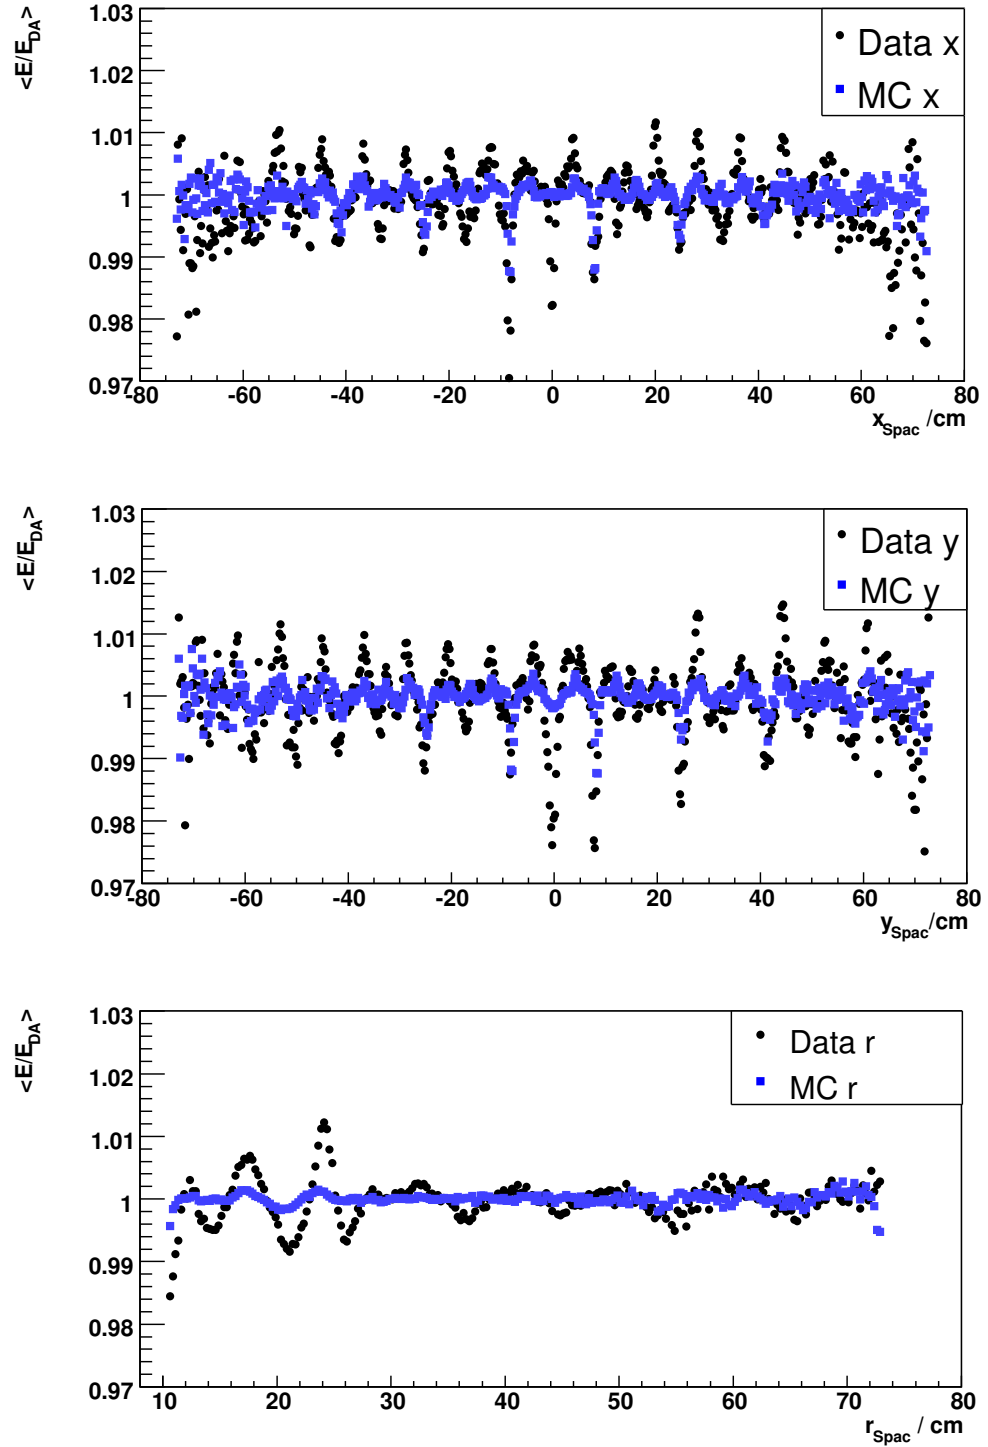 <E/E_DA>
1.03
1.02
1.01
1
0.99
0.98
0.97
Data x
MC x
-80 -60 -40 -20 0 20 40 60 80
x_Spac /cm
<E/E_DA>
1.03
1.02
1.01
1
0.99
0.98
0.97
Data y
MC y
-80 -60 -40 -20 0 20 40 60 80
y_Spac/cm
<E/E_DA>
1.03
1.02
1.01
1
0.99
0.98
0.97
Data r
MC r
10 20 30 40 50 60 70 80
r_Spac / cm